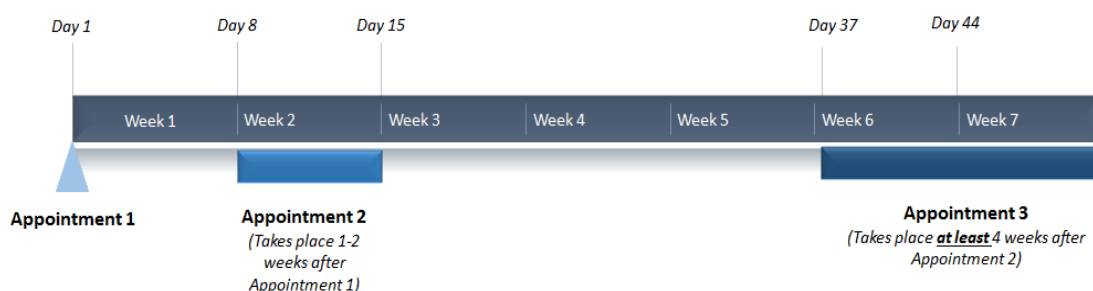 Day 1
Day 8
Day 15
Day 37
Day 44
Week 1
Week 2
Week 3
Week 4
Week 5
Week 6
Week 7
Appointment 1
Appointment 2
(Takes place 1-2
weeks after
Appointment 1)
Appointment 3
(Takes place at least 4 weeks after
Appointment 2)